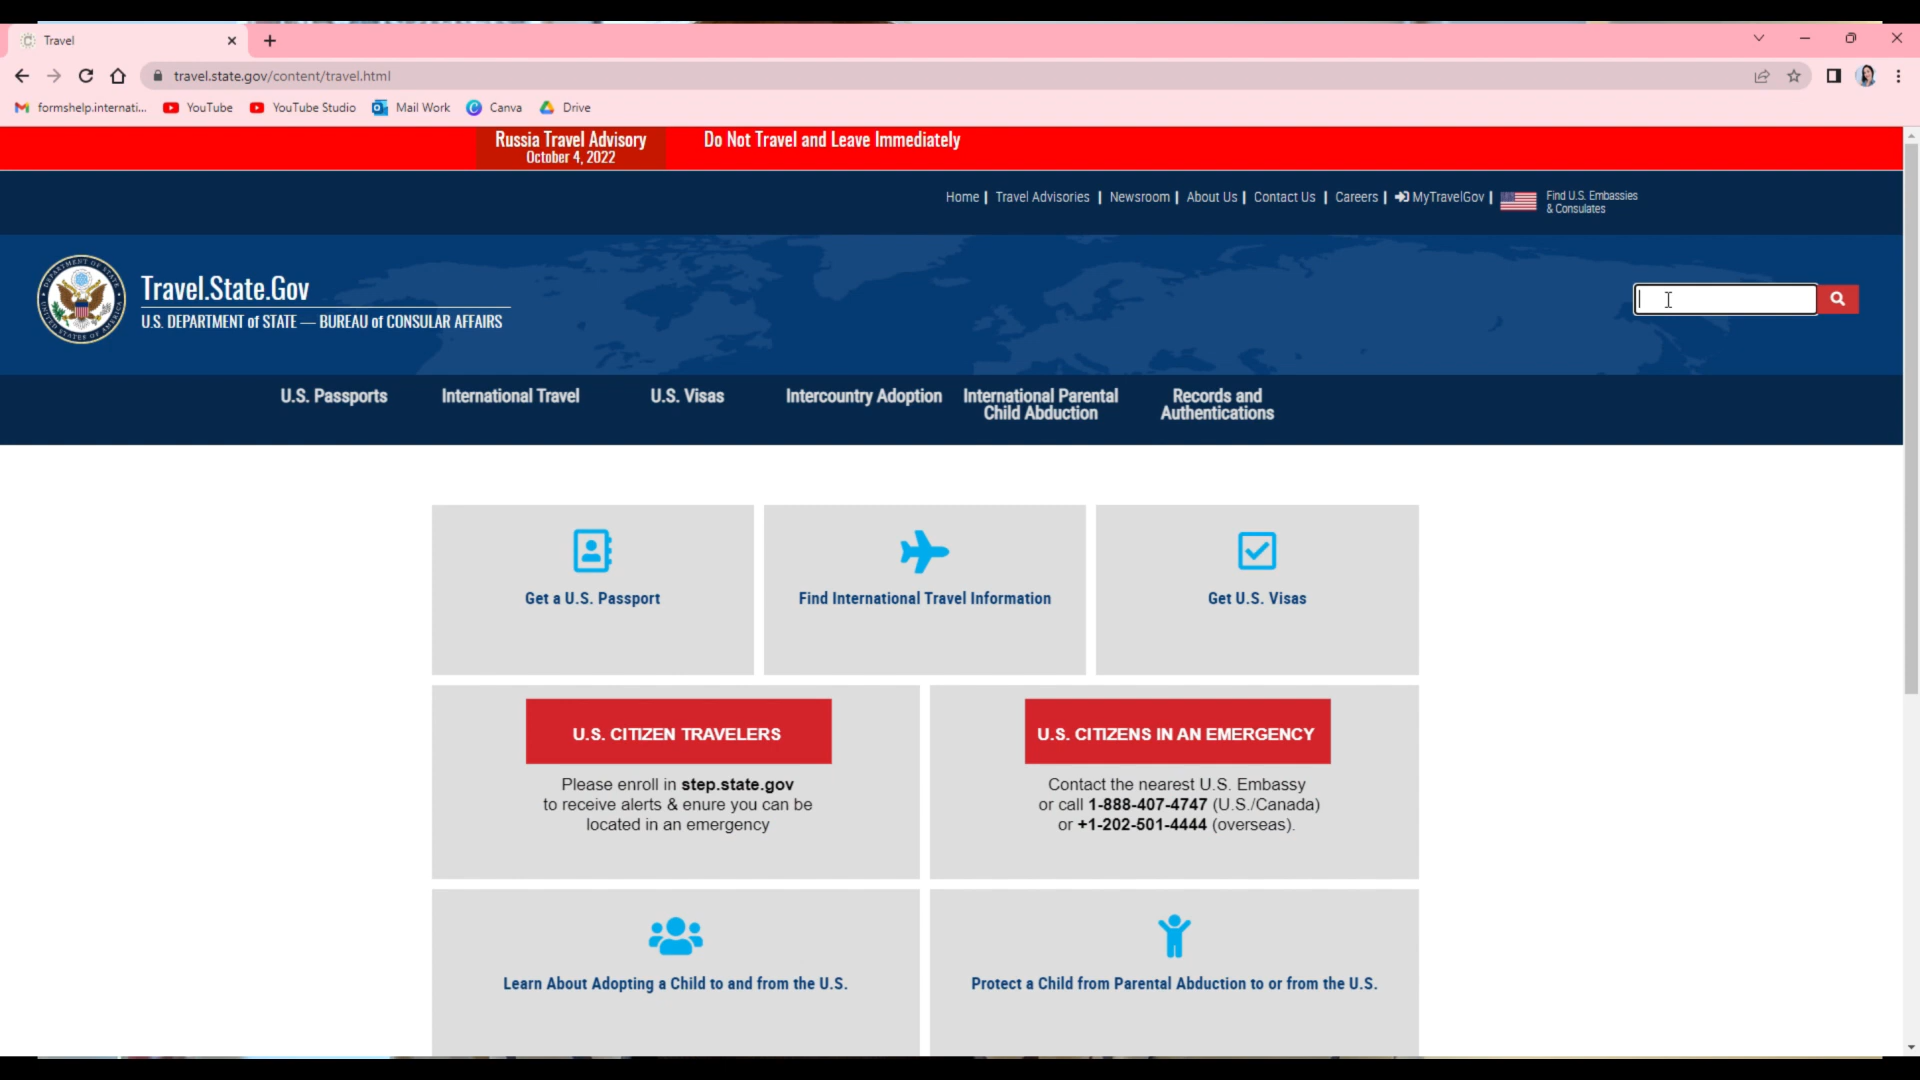 Travel
travel.state.gov/content/travel.html
formshelp.internati...
YouTube
YouTube Studio
Mail Work
Canva
Drive
Russia Travel Advisory
October 4, 2022
Do Not Travel and Leave Immediately
Home | Travel Advisories | Newsroom | About Us | Contact Us | Careers | MyTravelGov |
Find U.S. Embassies
& Consulates
Travel.State.Gov
U.S. DEPARTMENT of STATE — BUREAU of CONSULAR AFFAIRS
U.S. Passports
International Travel
U.S. Visas
Intercountry Adoption
International Parental
Child Abduction
Records and
Authentications
Get a U.S. Passport
Find International Travel Information
Get U.S. Visas
U.S. CITIZEN TRAVELERS
Please enroll in step.state.gov
to receive alerts & enure you can be
located in an emergency
U.S. CITIZENS IN AN EMERGENCY
Contact the nearest U.S. Embassy
or call 1-888-407-4747 (U.S./Canada)
or +1-202-501-4444 (overseas).
Learn About Adopting a Child to and from the U.S.
Protect a Child from Parental Abduction to or from the U.S.